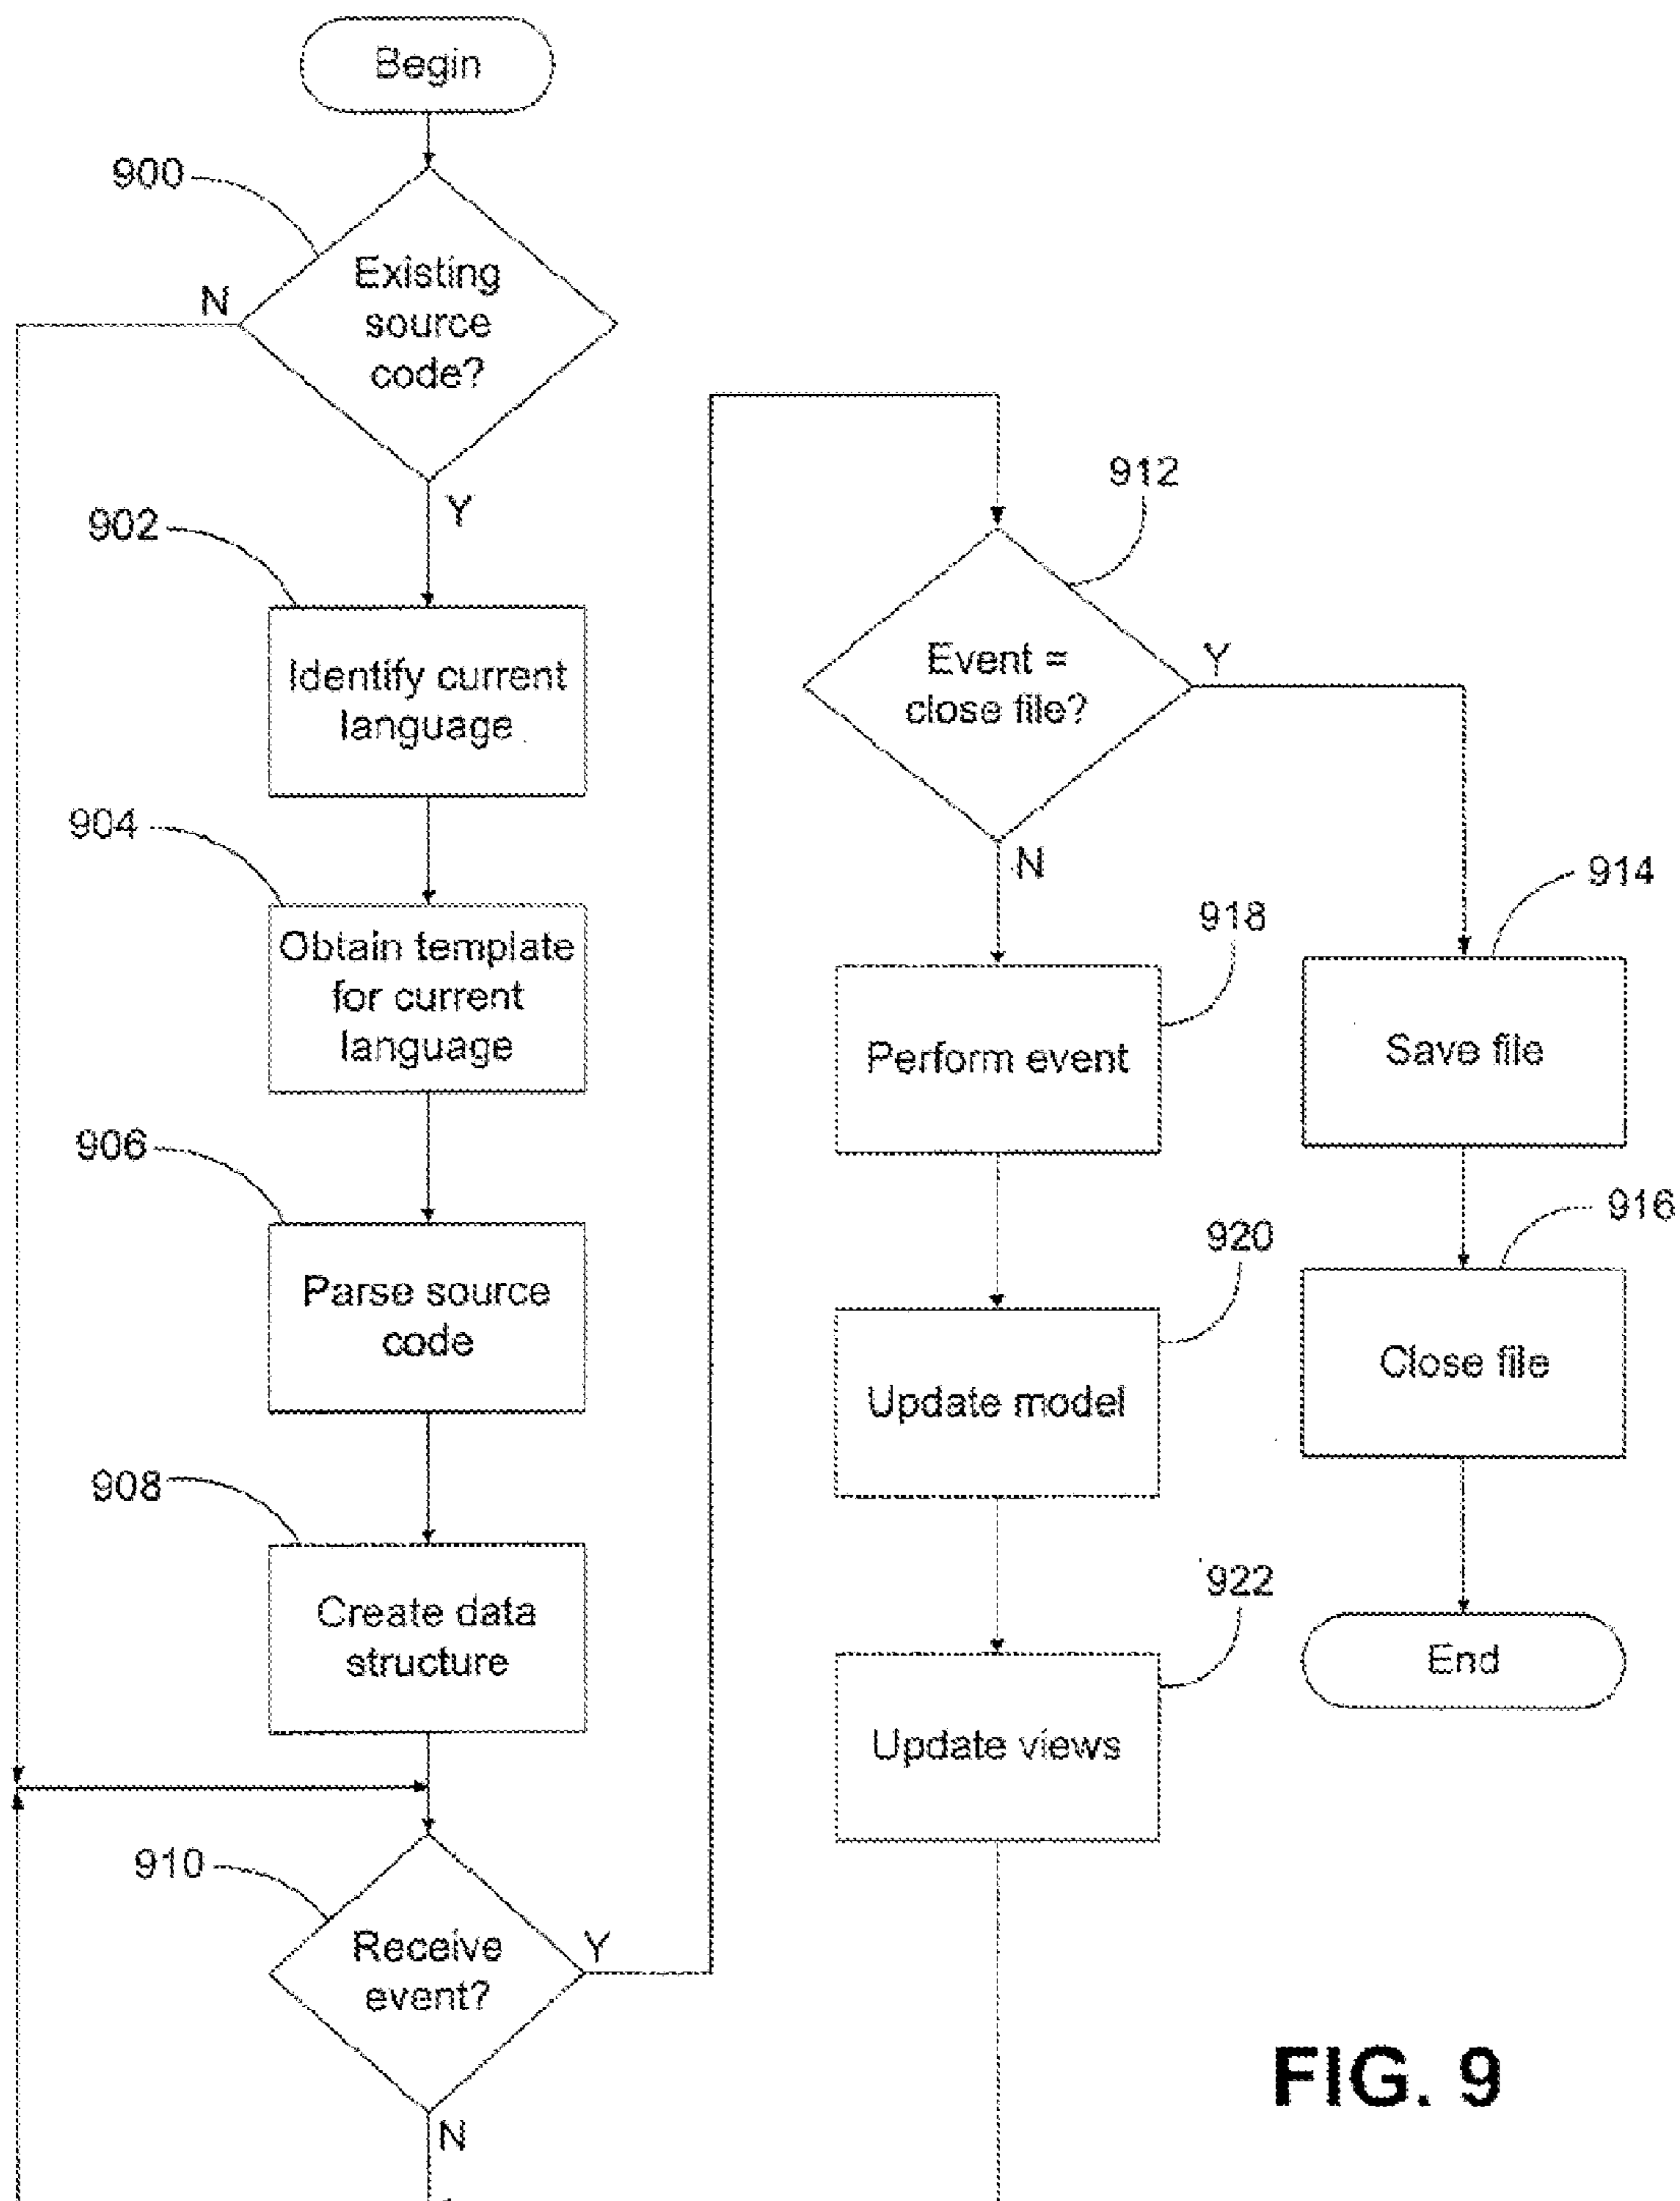 Begin
900
Existing
source
code?
N
Y
902
Identify current
language
904
Obtain template
for current
language
906
Parse source
code
908
Create data
structure
910
Receive
event?
Y
N
912
Event =
close file?
Y
N
914
Save file
916
Close file
End
918
Perform event
920
Update model
922
Update views
FIG. 9